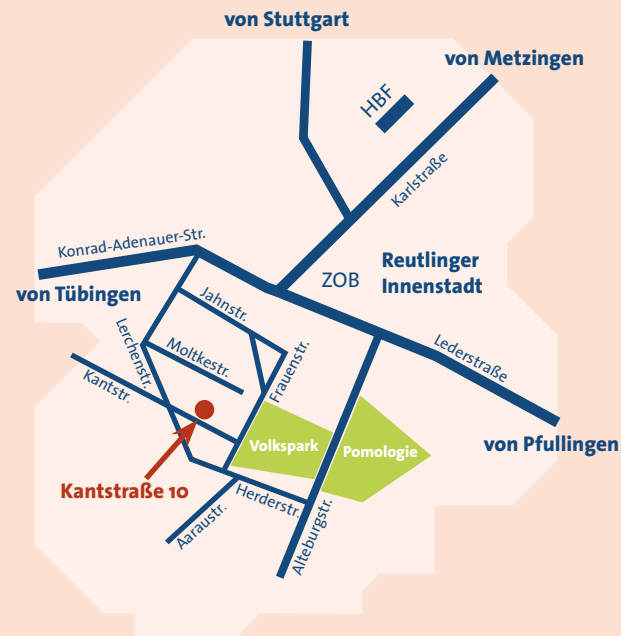 von Stuttgart
von Metzingen
HBF
Karlstraße
Konrad-Adenauer-Str.
ZOB
Reutlinger
Innenstadt
von Tübingen
Jahnstr.
Lerchenstr.
Moltkestr.
Frauenstr.
Lederstraße
Kantstr.
Volkspark
Pomologie
von Pfullingen
Kantstraße 10
Herderstr.
Aaraustr.
Alteburgstr.